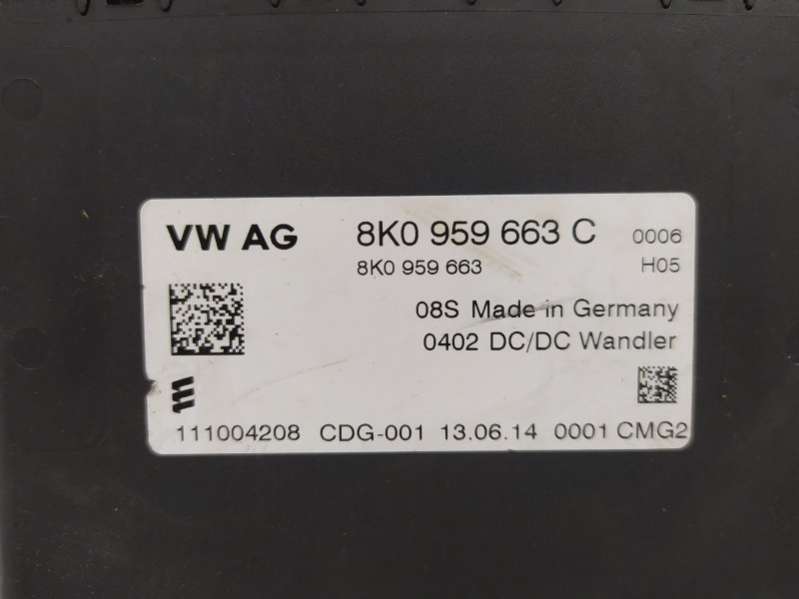 VW AG 8K0 959 663 C 0006
8K0 959 663 H05
08S Made in Germany
0402 DC/DC Wandler
111004208 CDG-001 13.06.14 0001 CMG2